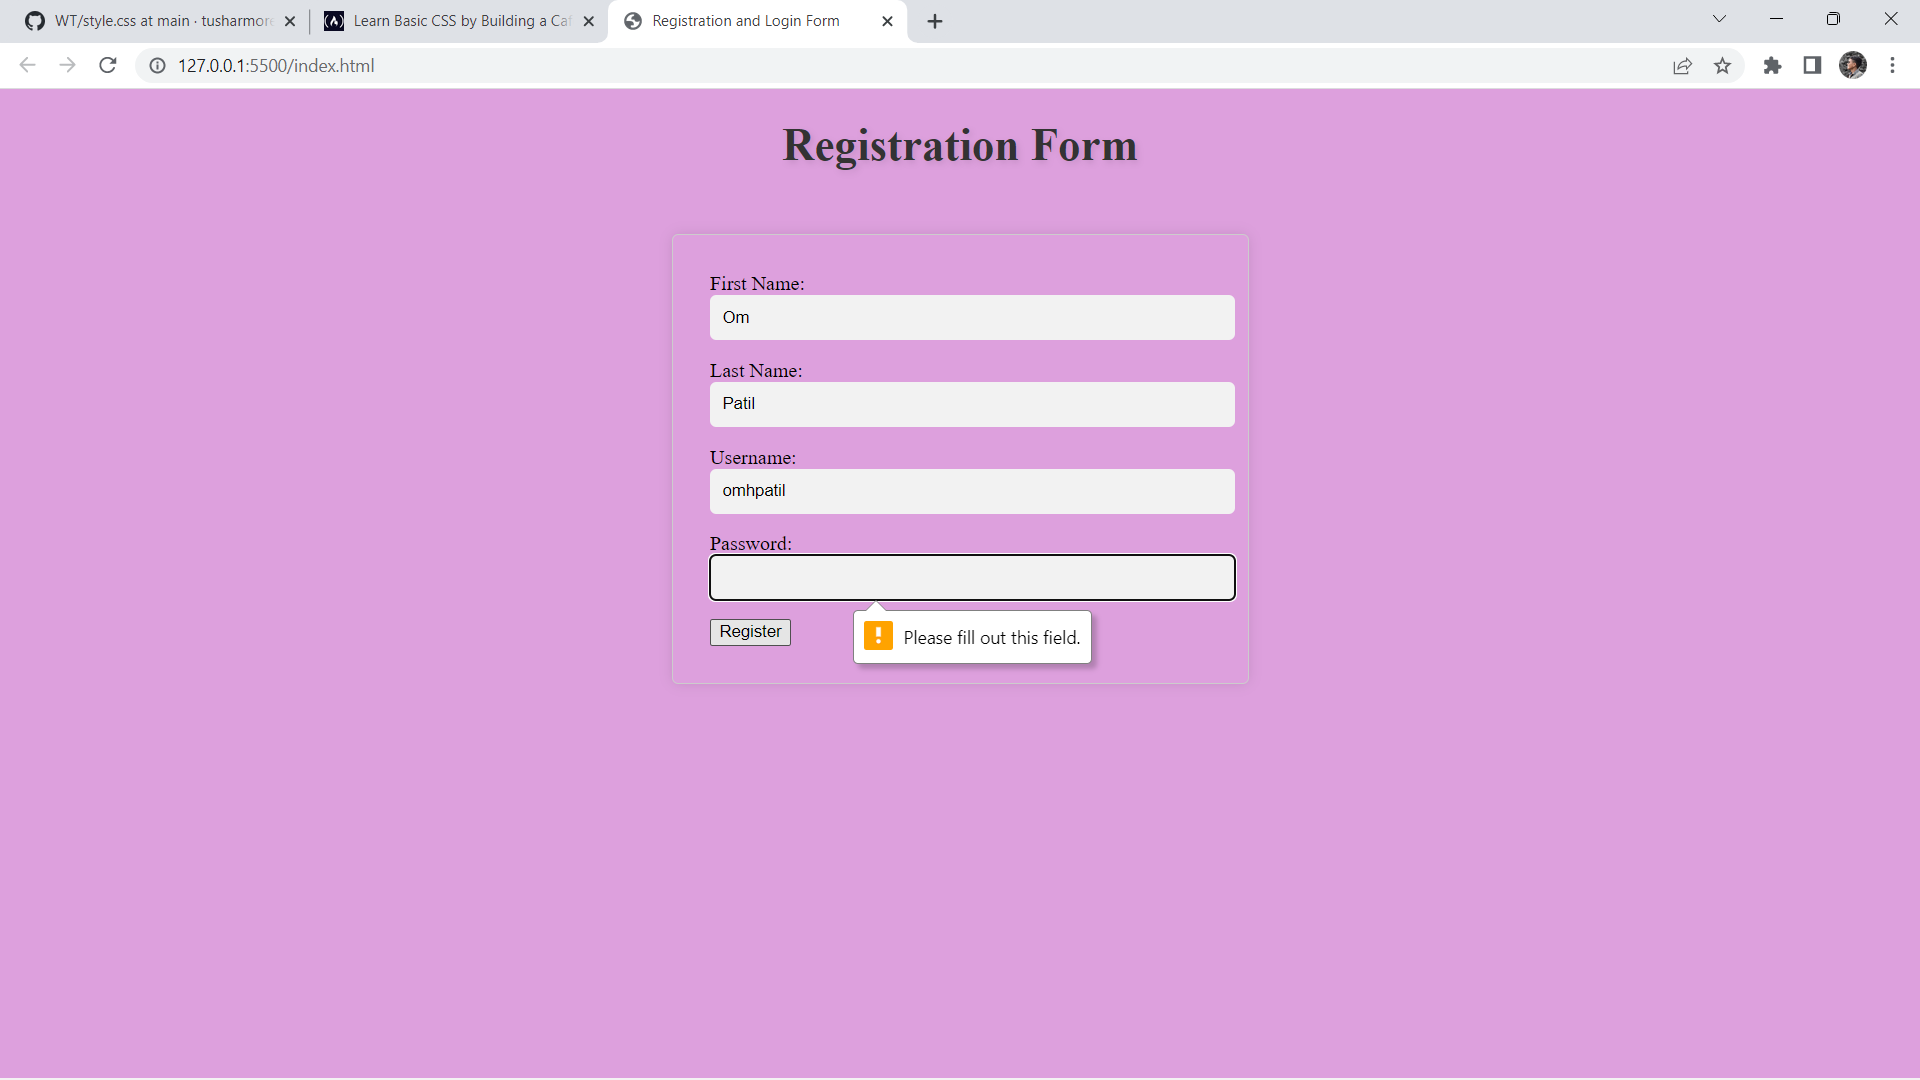 WT/style.css at main · tusharmore
Learn Basic CSS by Building a Caf
Registration and Login Form
127.0.0.1:5500/index.html
Registration Form
First Name:
Om
Last Name:
Patil
Username:
omhpatil
Password:
Please fill out this field.
Register